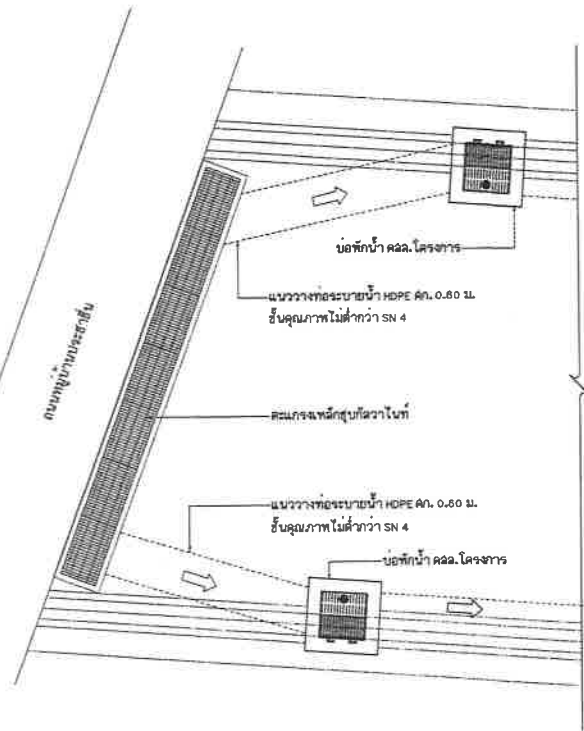 บ่อพักน้ำ คสล.โครงการ
แนววางท่อระบายน้ำ HDPE ศก. 0.60 ม.
ชั้นคุณภาพไม่ต่ำกว่า SN 4
ถนนหมู่บ้านประชาชื่น
ตะแกรงเหล็กชุบกัลวาไนท์
แนววางท่อระบายน้ำ HDPE ศก. 0.60 ม.
ชั้นคุณภาพไม่ต่ำกว่า SN 4
บ่อพักน้ำ คสล.โครงการ